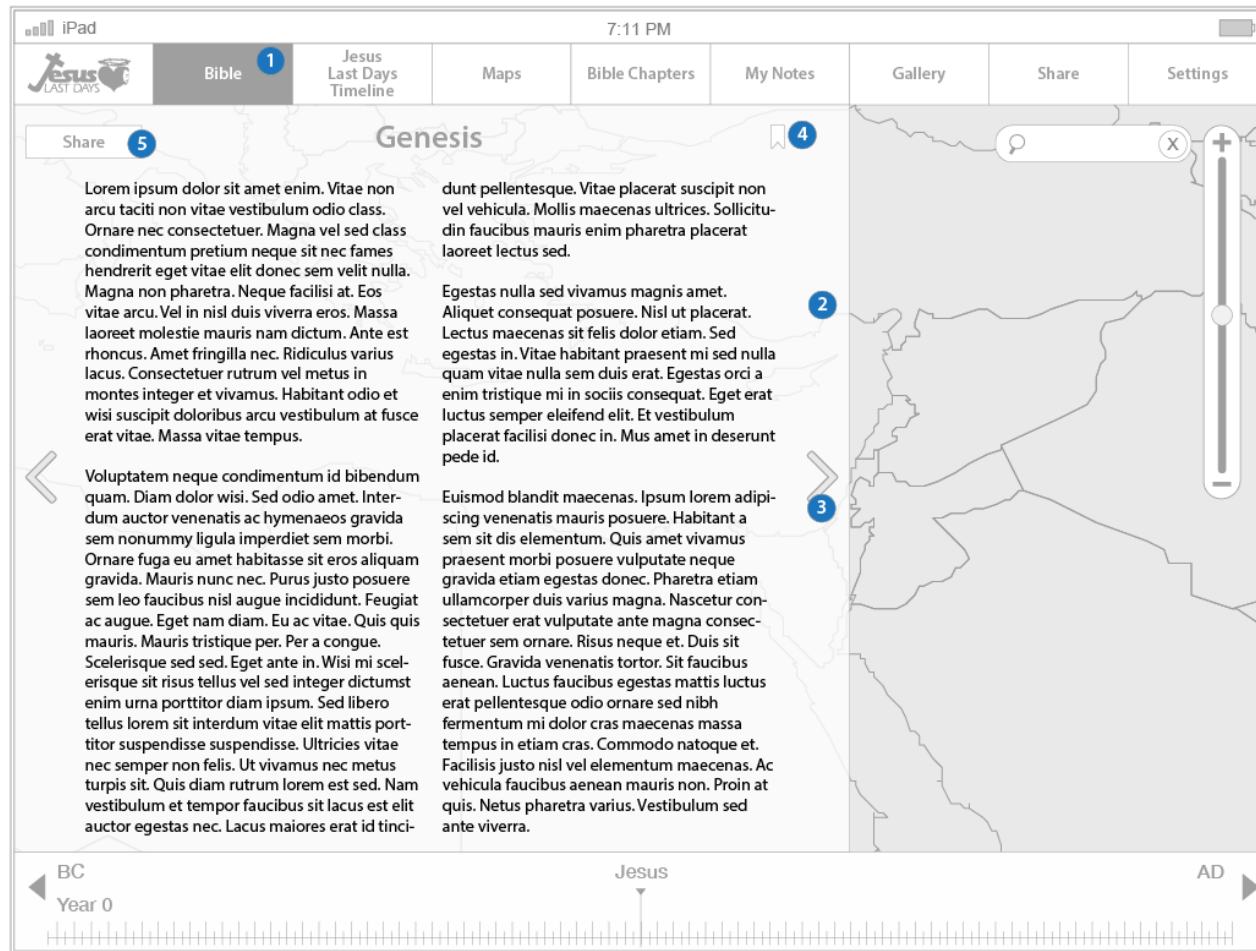 iPad
7:11 PM
Jesus
LAST DAYS
Bible
1
Jesus
Last Days
Timeline
Maps
Bible Chapters
My Notes
Gallery
Share
Settings
Share
5
Genesis
4
X
+
Lorem ipsum dolor sit amet enim. Vitae non
arcu taciti non vitae vestibulum odio class.
Ornare nec consectetuer. Magna vel sed class
condimentum pretium neque sit nec fames
hendrerit eget vitae elit donec sem velit nulla.
Magna non pharetra. Neque facilisi at. Eos
vitae arcu. Vel in nisl duis viverra eros. Massa
laoreet molestie mauris nam dictum. Ante est
rhoncus. Amet fringilla nec. Ridiculus varius
lacus. Consectetuer rutrum vel metus in
montes integer et vivamus. Habitant odio et
wisi suscipit doloribus arcu vestibulum at fusce
erat vitae. Massa vitae tempus.
Voluptatem neque condimentum id bibendum
quam. Diam dolor wisi. Sed odio amet. Inter-
dum auctor venenatis ac hymenaeos gravida
sem nonummy ligula imperdiet sem morbi.
Ornare fuga eu amet habitasse sit eros aliquam
gravida. Mauris nunc nec. Purus justo posuere
sem leo faucibus nisl augue incididunt. Feugiat
ac augue. Eget nam diam. Eu ac vitae. Quis quis
mauris. Mauris tristique per. Per a congue.
Scelerisque sed sed. Eget ante in. Wisi mi scel-
erisque sit risus tellus vel sed integer dictumst
enim urna porttitor diam ipsum. Sed libero
tellus lorem sit interdum vitae elit mattis port-
titor suspendisse suspendisse. Ultricies vitae
nec semper non felis. Ut vivamus nec metus
turpis sit. Quis diam rutrum lorem est sed. Nam
vestibulum et tempor faucibus sit lacus est elit
auctor egestas nec. Lacus maiores erat id tinci-
dunt pellentesque. Vitae placerat suscipit non
vel vehicula. Mollis maecenas ultrices. Sollicitu-
din faucibus mauris enim pharetra placerat
laoreet lectus sed.
Egestas nulla sed vivamus magnis amet.
Aliquet consequat posuere. Nisl ut placerat.
Lectus maecenas sit felis dolor etiam. Sed
egestas in. Vitae habitant praesent mi sed nulla
quam vitae nulla sem duis erat. Egestas orci a
enim tristique mi in sociis consequat. Eget erat
luctus semper eleifend elit. Et vestibulum
placerat facilisi donec in. Mus amet in deserunt
pede id.
Euismod blandit maecenas. Ipsum lorem adipi-
scing venenatis mauris posuere. Habitant a
sem sit dis elementum. Quis amet vivamus
praesent morbi posuere vulputate neque
gravida etiam egestas donec. Pharetra etiam
ullamcorper duis varius magna. Nascetur con-
sectetuer erat vulputate ante magna consec-
tetuer sem ornare. Risus neque et. Duis sit
fusce. Gravida venenatis tortor. Sit faucibus
aenean. Luctus faucibus egestas mattis luctus
erat pellentesque odio ornare sed nibh
fermentum mi dolor cras maecenas massa
tempus in etiam cras. Commodo natoque et.
Facilisis justo nisl vel elementum maecenas. Ac
vehicula faucibus aenean mauris non. Proin at
quis. Netus pharetra varius. Vestibulum sed
ante viverra.
2
3
BC
Jesus
AD
Year 0